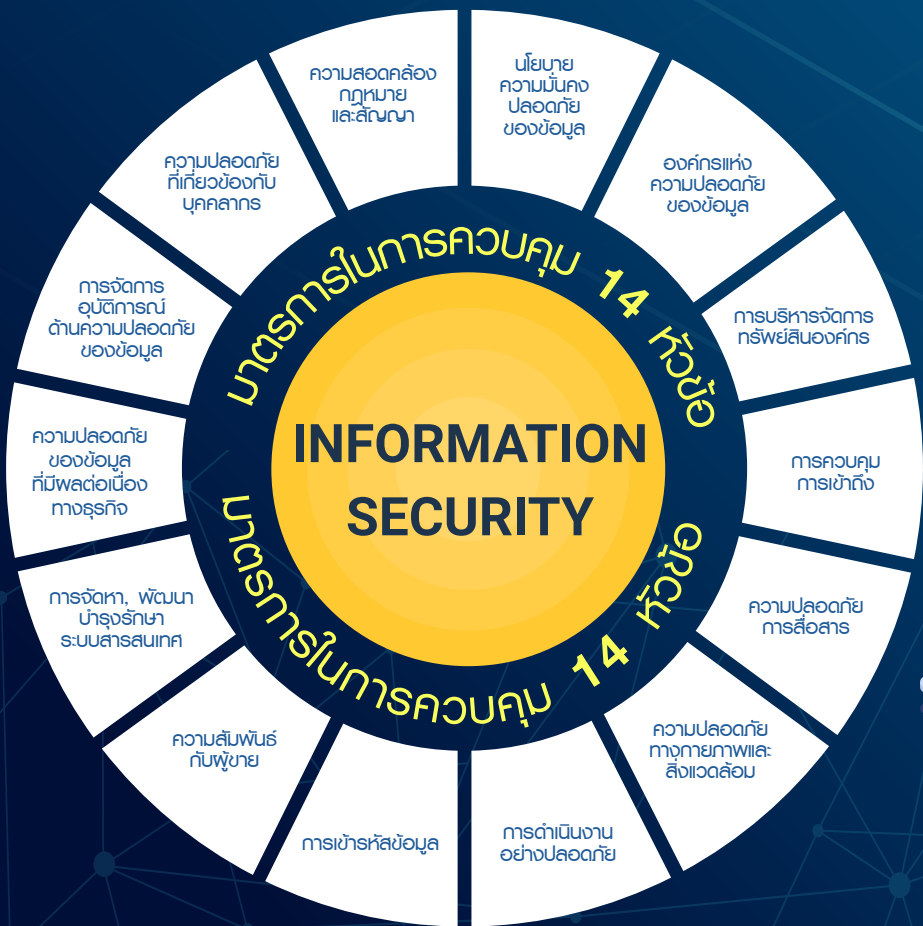 นโยบาย
ความมั่นคง
ปลอดภัย
ของข้อมูล
องค์กรแห่ง
ความปลอดภัย
ของข้อมูล
การบริหารจัดการ
ทรัพย์สินองค์กร
การควบคุม
การเข้าถึง
ความปลอดภัย
การสื่อสาร
ความปลอดภัย
ทางกายภาพและ
สิ่งแวดล้อม
การดำเนินงาน
อย่างปลอดภัย
การเข้ารหัสข้อมูล
ความสัมพันธ์
กับผู้ขาย
การจัดหา, พัฒนา
บำรุงรักษา
ระบบสารสนเทศ
ความปลอดภัย
ของข้อมูล
ที่มีผลต่อเนื่อง
ทางธุรกิจ
การจัดการ
อุบัติการณ์
ด้านความปลอดภัย
ของข้อมูล
ความปลอดภัย
ที่เกี่ยวข้องกับ
บุคคลากร
ความสอดคล้อง
กฎหมาย
และสัญญา
มาตรการในการควบคุม 14 หัวข้อ
INFORMATION
SECURITY
มาตรการในการควบคุม 14 หัวข้อ